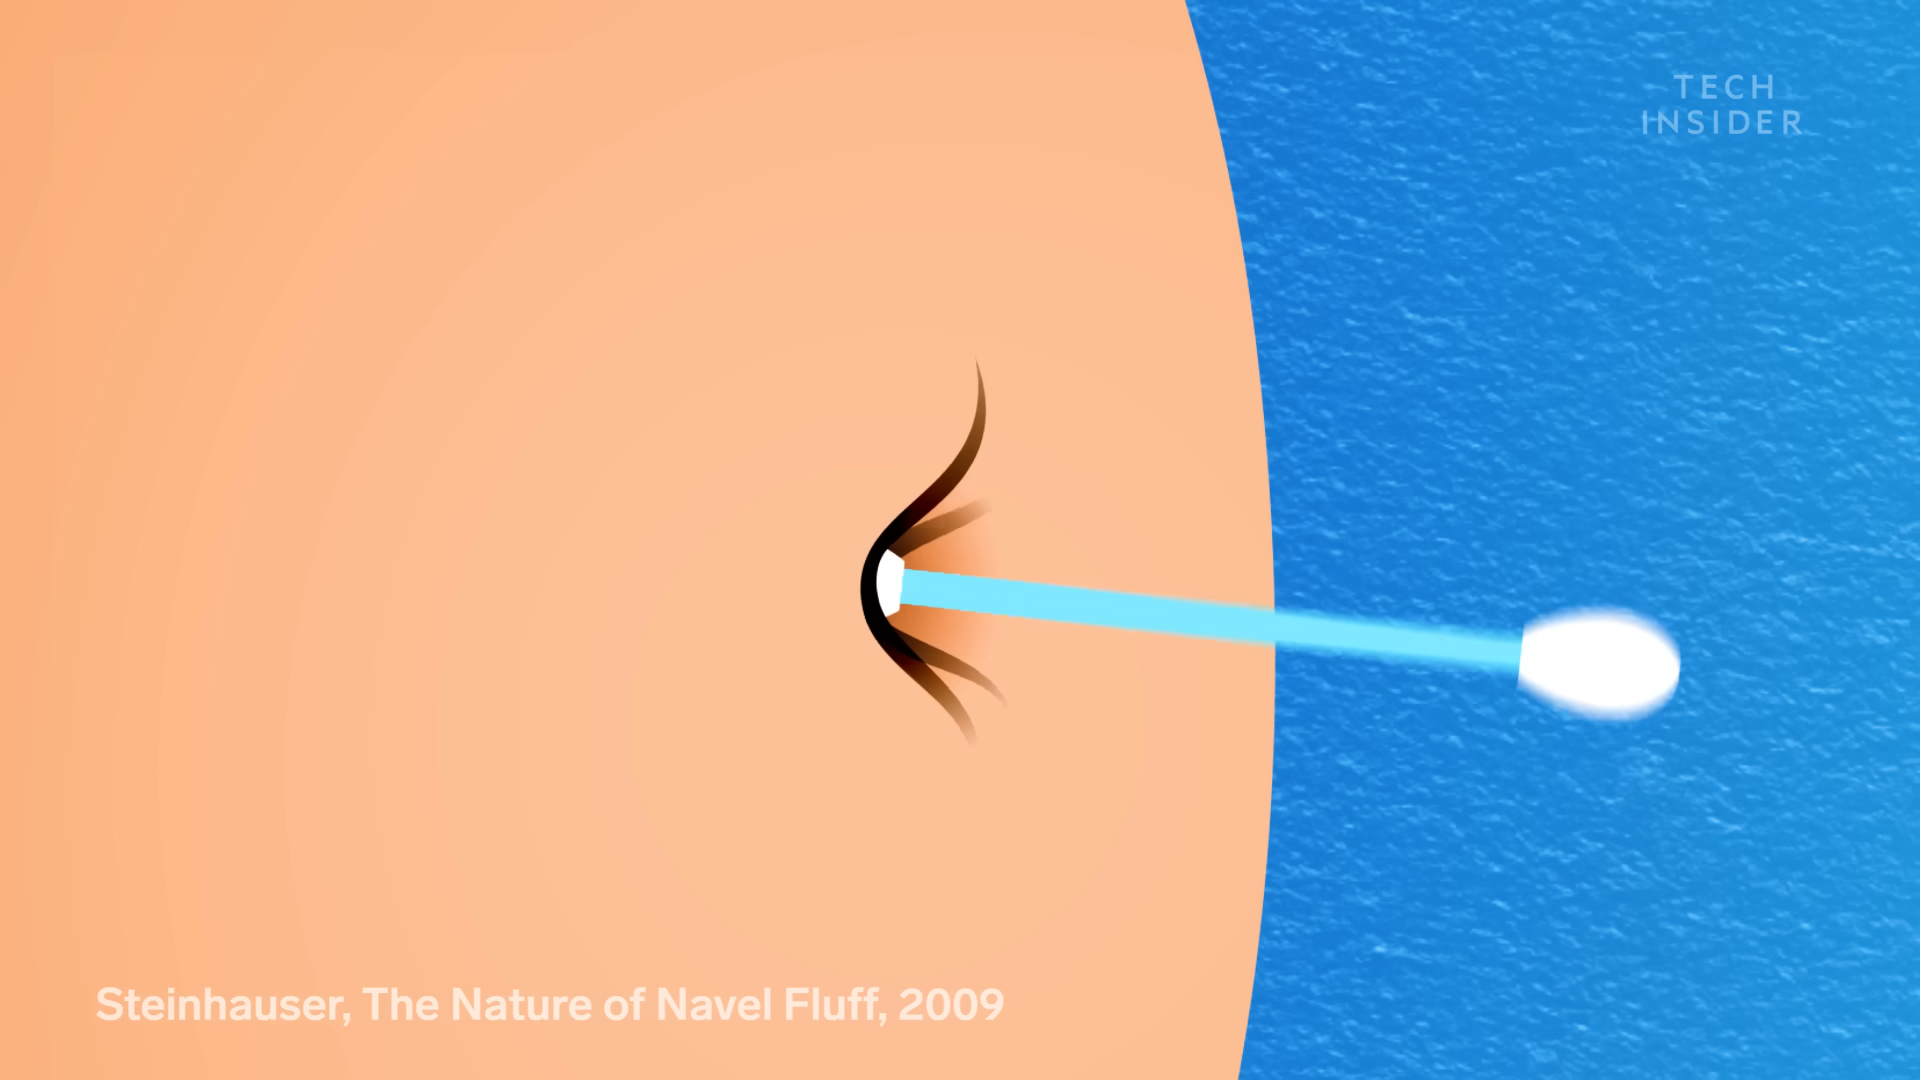 TECH
INSIDER
Steinhauser, The Nature of Navel Fluff, 2009